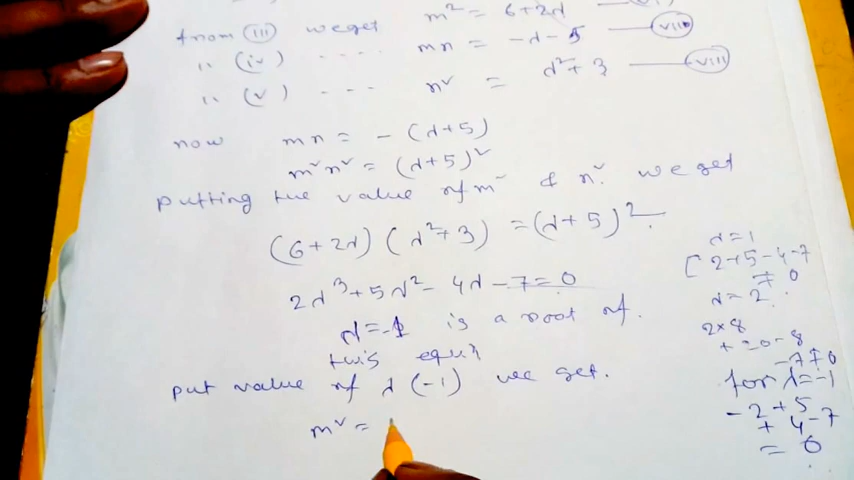 from (iii) we get m² = 6+2λ
" (iv) .... mn = -λ-5 (vii)
" (v) ... n² = λ²+3 (viii)
now mn = -(λ+5)
m²n² = (λ+5)²
putting the value of m² & n². we get
(6+2λ) (λ²+3) = (λ+5)².
2λ³+5λ²-4λ-7=0
λ=-1 is a root of.
this equn
put value of λ (-1) we get.
m² =
λ=1
[2+5-4-7
≠ 0
λ=2.
2×8
+ = 0-8
-7≠0
for λ=-1
-2+5
+4-7
= 0